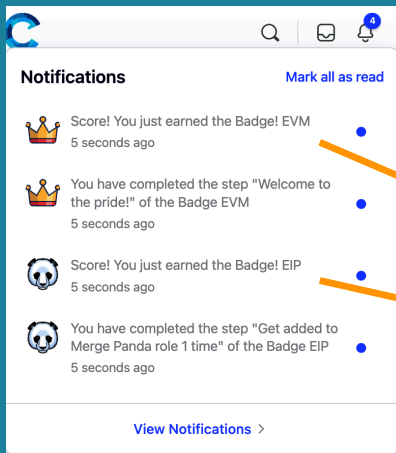 4
Notifications
Mark all as read
Score! You just earned the Badge! EVM
5 seconds ago
You have completed the step "Welcome to
the pride!" of the Badge EVM
5 seconds ago
Score! You just earned the Badge! EIP
5 seconds ago
You have completed the step "Get added to
Merge Panda role 1 time" of the Badge EIP
5 seconds ago
View Notifications